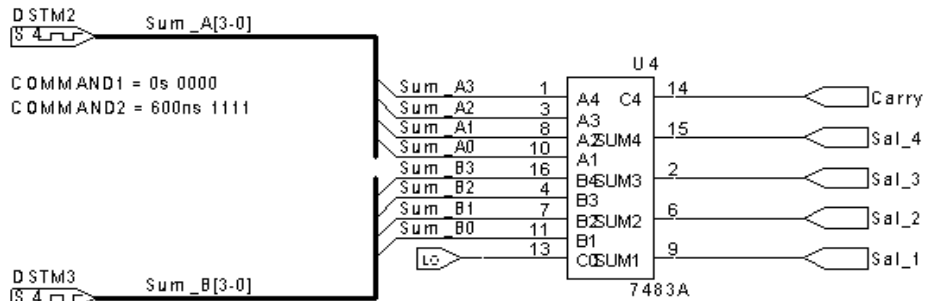 DSTM2
S 4
Sum_A[3-0]
COMMAND1 = 0s 0000
COMMAND2 = 600ns 1111
U4
Sum_A3 1 A4 C4 14 Carry
Sum_A2 3 A3
Sum_A1 8 A2 SUM4 15 Sal_4
Sum_A0 10 A1
Sum_B3 16 B4 SUM3 2 Sal_3
Sum_B2 4 B3
Sum_B1 7 B2 SUM2 6 Sal_2
Sum_B0 11 B1
LO 13 C0 SUM1 9 Sal_1
7483A
DSTM3
S 4
Sum_B[3-0]